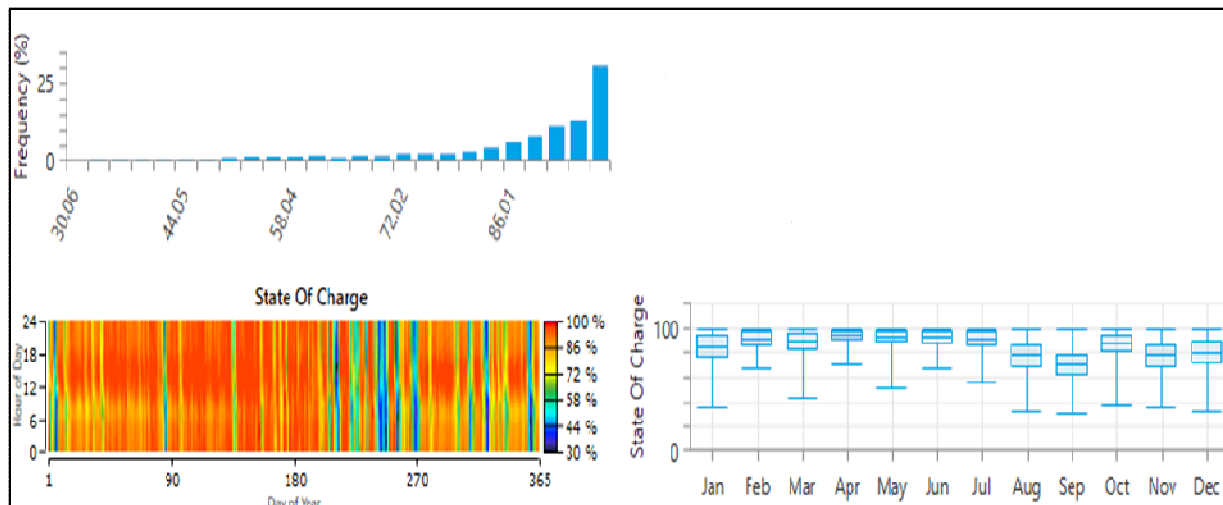 Frequency (%)
25
0
30.06
44.05
58.04
72.02
86.01
State Of Charge
Hour of Day
24
18
12
6
0
100 %
86 %
72 %
58 %
44 %
30 %
1
90
180
270
365
Day of Year
State Of Charge
100
0
Jan
Feb
Mar
Apr
May
Jun
Jul
Aug
Sep
Oct
Nov
Dec